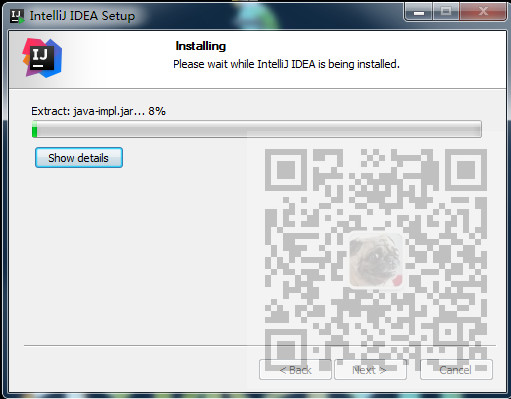 IntelliJ IDEA Setup
IJ
Installing
Please wait while IntelliJ IDEA is being installed.
Extract: java-impl.jar... 8%
Show details
< Back
Next >
Cancel